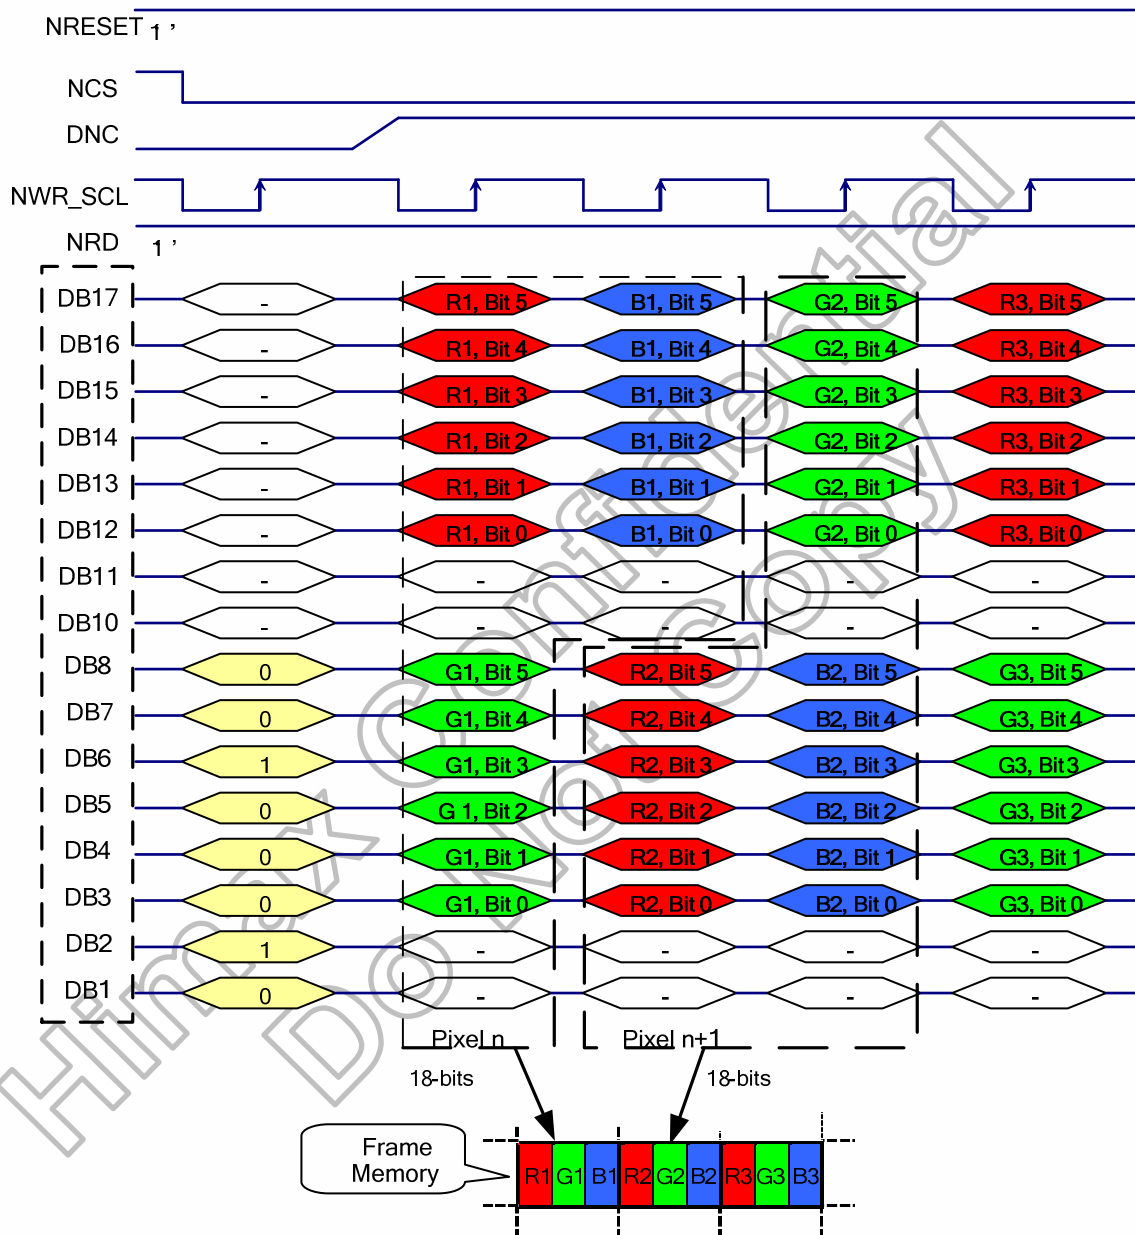 NRESET 1 '
NCS
DNC
NWR_SCL
NRD 1 '
DB17 - R1, Bit 5 B1, Bit 5 G2, Bit 5 R3, Bit 5
DB16 - R1, Bit 4 B1, Bit 4 G2, Bit 4 R3, Bit 4
DB15 - R1, Bit 3 B1, Bit 3 G2, Bit 3 R3, Bit 3
DB14 - R1, Bit 2 B1, Bit 2 G2, Bit 2 R3, Bit 2
DB13 - R1, Bit 1 B1, Bit 1 G2, Bit 1 R3, Bit 1
DB12 - R1, Bit 0 B1, Bit 0 G2, Bit 0 R3, Bit 0
DB11 - - - - -
DB10 - - - - -
DB8 0 G1, Bit 5 R2, Bit 5 B2, Bit 5 G3, Bit 5
DB7 0 G1, Bit 4 R2, Bit 4 B2, Bit 4 G3, Bit 4
DB6 1 G1, Bit 3 R2, Bit 3 B2, Bit 3 G3, Bit3
DB5 0 G 1, Bit 2 R2, Bit 2 B2, Bit 2 G3, Bit 2
DB4 0 G1, Bit 1 R2, Bit 1 B2, Bit 1 G3, Bit 1
DB3 0 G1, Bit 0 R2, Bit 0 B2, Bit 0 G3, Bit 0
DB2 1 - - - -
DB1 0 - - - -
Pixel n Pixel n+1
18-bits 18-bits
Frame
Memory
R1 G1 B1 R2 G2 B2 R3 G3 B3
Himax Confidential
Do Not Copy